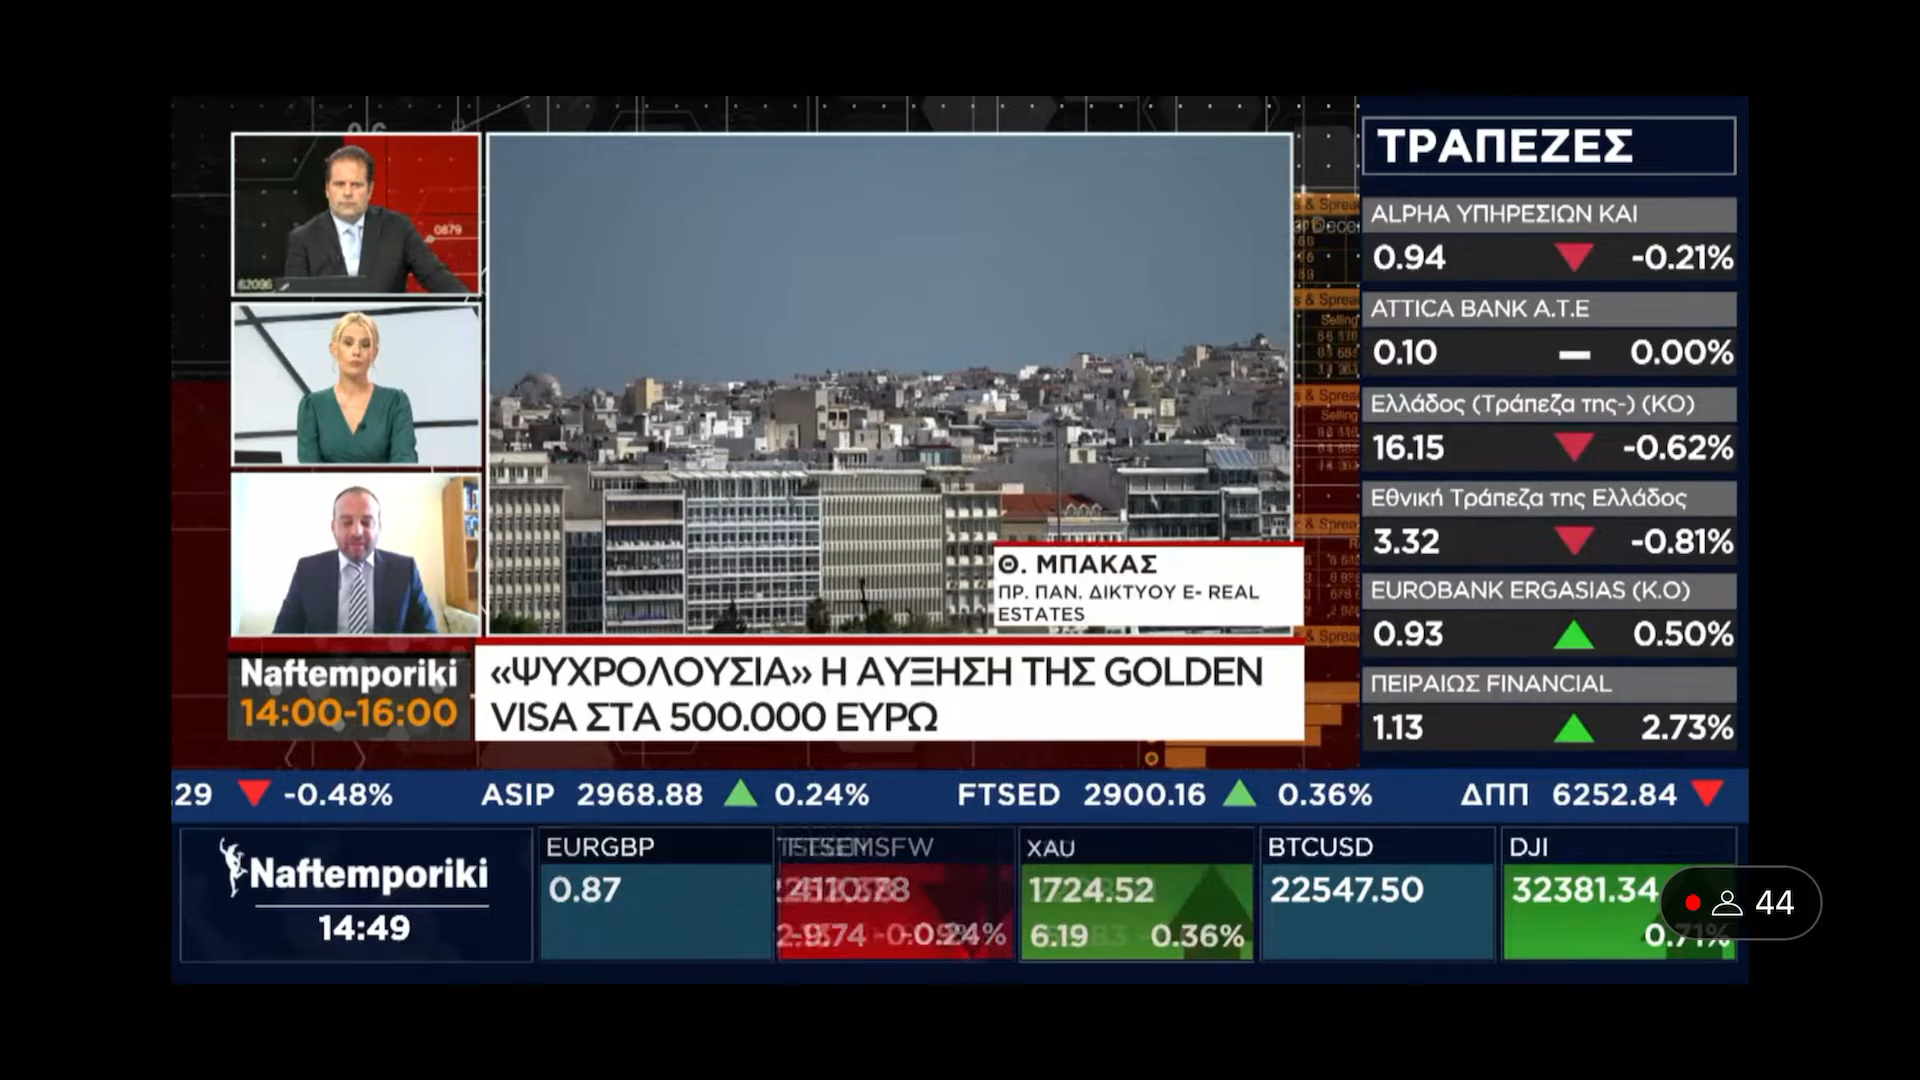 ΤΡΑΠΕΖΕΣ
ALPHA ΥΠΗΡΕΣΙΩΝ ΚΑΙ
0.94 -0.21%
ATTICA BANK A.T.E
0.10 0.00%
Ελλάδος (Τράπεζα της-) (ΚΟ)
16.15 -0.62%
Εθνική Τράπεζα της Ελλάδος
3.32 -0.81%
EUROBANK ERGASIAS (Κ.Ο)
0.93 0.50%
ΠΕΙΡΑΙΩΣ FINANCIAL
1.13 2.73%
0879
62096
Θ. ΜΠΑΚΑΣ
ΠΡ. ΠΑΝ. ΔΙΚΤΥΟΥ E- REAL
ESTATES
Naftemporiki
14:00-16:00
«ΨΥΧΡΟΛΟΥΣΙΑ» Η ΑΥΞΗΣΗ ΤΗΣ GOLDEN
VISA ΣΤΑ 500.000 ΕΥΡΩ
.29 -0.48% ASIP 2968.88 0.24% FTSED 2900.16 0.36% ΔΠΠ 6252.84
Naftemporiki
14:49
EURGBP
0.87
XAU
1724.52
6.19 0.36%
BTCUSD
22547.50
DJI
32381.34
0.71%
44